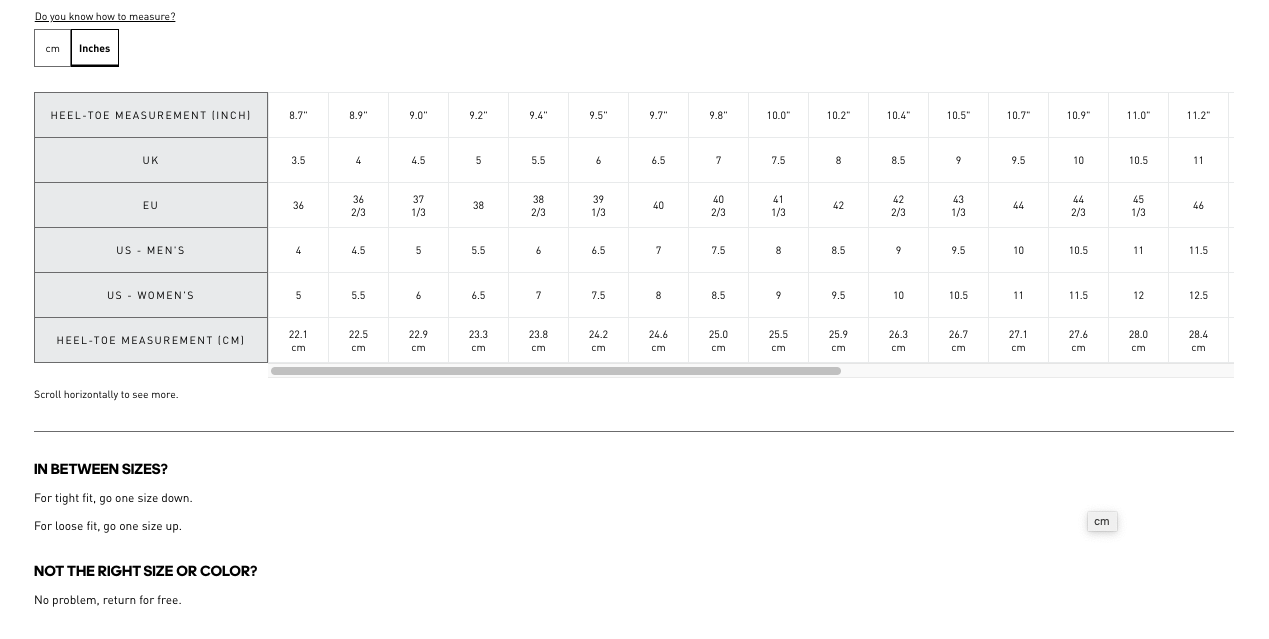 Do you know how to measure?
cm Inches
HEEL-TOE MEASUREMENT (INCH) 8.7" 8.9" 9.0" 9.2" 9.4" 9.5" 9.7" 9.8" 10.0" 10.2" 10.4" 10.5" 10.7" 10.9" 11.0" 11.2"
UK 3.5 4 4.5 5 5.5 6 6.5 7 7.5 8 8.5 9 9.5 10 10.5 11
EU 36 36 2/3 37 1/3 38 38 2/3 39 1/3 40 40 2/3 41 1/3 42 42 2/3 43 1/3 44 44 2/3 45 1/3 46
US - MEN'S 4 4.5 5 5.5 6 6.5 7 7.5 8 8.5 9 9.5 10 10.5 11 11.5
US - WOMEN'S 5 5.5 6 6.5 7 7.5 8 8.5 9 9.5 10 10.5 11 11.5 12 12.5
HEEL-TOE MEASUREMENT (CM) 22.1 cm 22.5 cm 22.9 cm 23.3 cm 23.8 cm 24.2 cm 24.6 cm 25.0 cm 25.5 cm 25.9 cm 26.3 cm 26.7 cm 27.1 cm 27.6 cm 28.0 cm 28.4 cm
Scroll horizontally to see more.
IN BETWEEN SIZES?
For tight fit, go one size down.
For loose fit, go one size up.
cm
NOT THE RIGHT SIZE OR COLOR?
No problem, return for free.